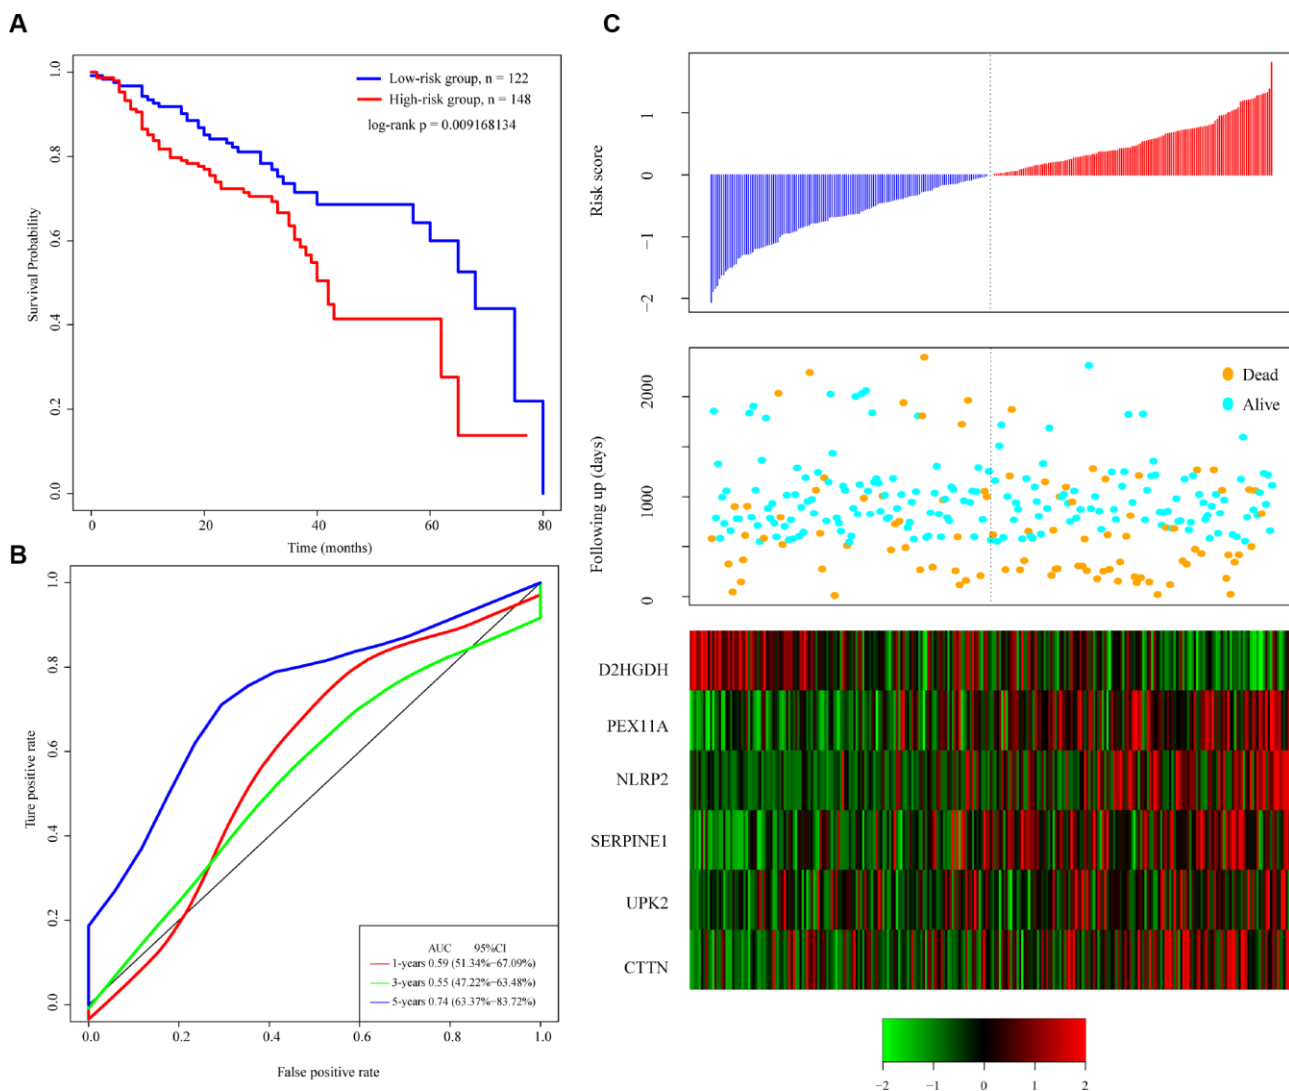 A
1.0
0.8
0.6
0.4
0.2
0.0
Survival Probability
Low-risk group, n = 122
High-risk group, n = 148
log-rank p = 0.009168134
0
20
40
60
80
Time (months)
B
1.0
0.8
0.6
0.4
0.2
0.0
Ture positive rate
AUC 95%CI
1-years 0.59 (51.34%−67.09%)
3-years 0.55 (47.22%−63.48%)
5-years 0.74 (63.37%−83.72%)
0.0
0.2
0.4
0.6
0.8
1.0
False positive rate
C
1
0
−1
−2
Risk score
2000
1000
0
Following up (days)
Dead
Alive
D2HGDH
PEX11A
NLRP2
SERPINE1
UPK2
CTTN
−2
−1
0
1
2